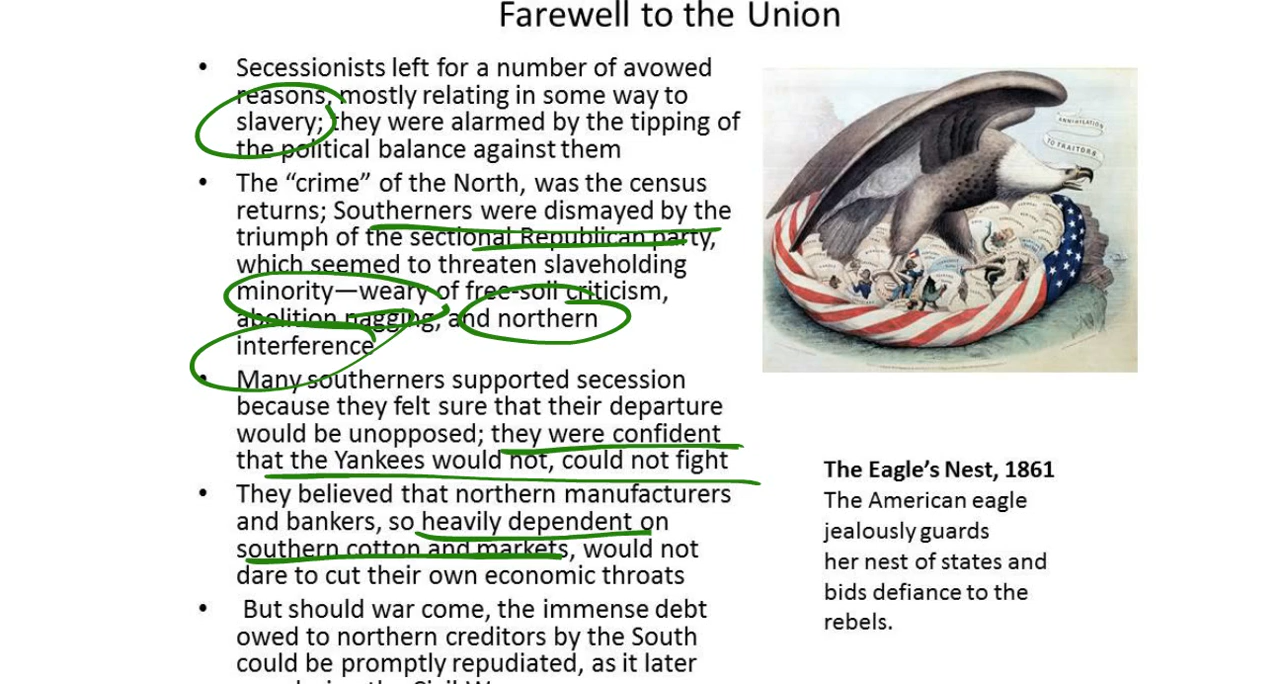 Farewell to the Union
• Secessionists left for a number of avowed
reasons, mostly relating in some way to
slavery; they were alarmed by the tipping of
the political balance against them
• The “crime” of the North, was the census
returns; Southerners were dismayed by the
triumph of the sectional Republican party,
which seemed to threaten slaveholding
minority—weary of free-soil criticism,
abolition nagging, and northern
interference
• Many southerners supported secession
because they felt sure that their departure
would be unopposed; they were confident
that the Yankees would not, could not fight
• They believed that northern manufacturers
and bankers, so heavily dependent on
southern cotton and markets, would not
dare to cut their own economic throats
• But should war come, the immense debt
owed to northern creditors by the South
could be promptly repudiated, as it later
ANNIHILATION
TO TRAITORS
The Eagle’s Nest, 1861
The American eagle
jealously guards
her nest of states and
bids defiance to the
rebels.